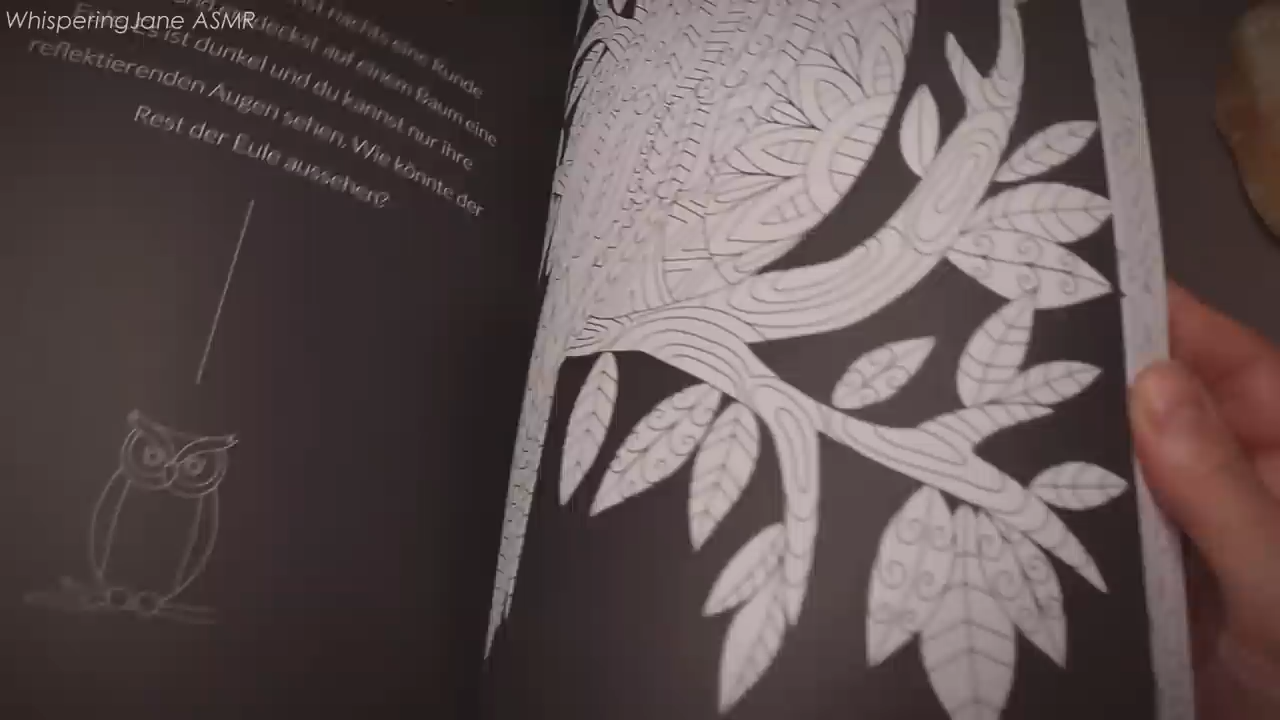 WhisperingJane ASMR
nachts eine Runde
auf einem Baum eine
Es ist dunkel und du kannst nur ihre
reflektierenden Augen sehen. Wie könnte der
Rest der Eule aussehen?